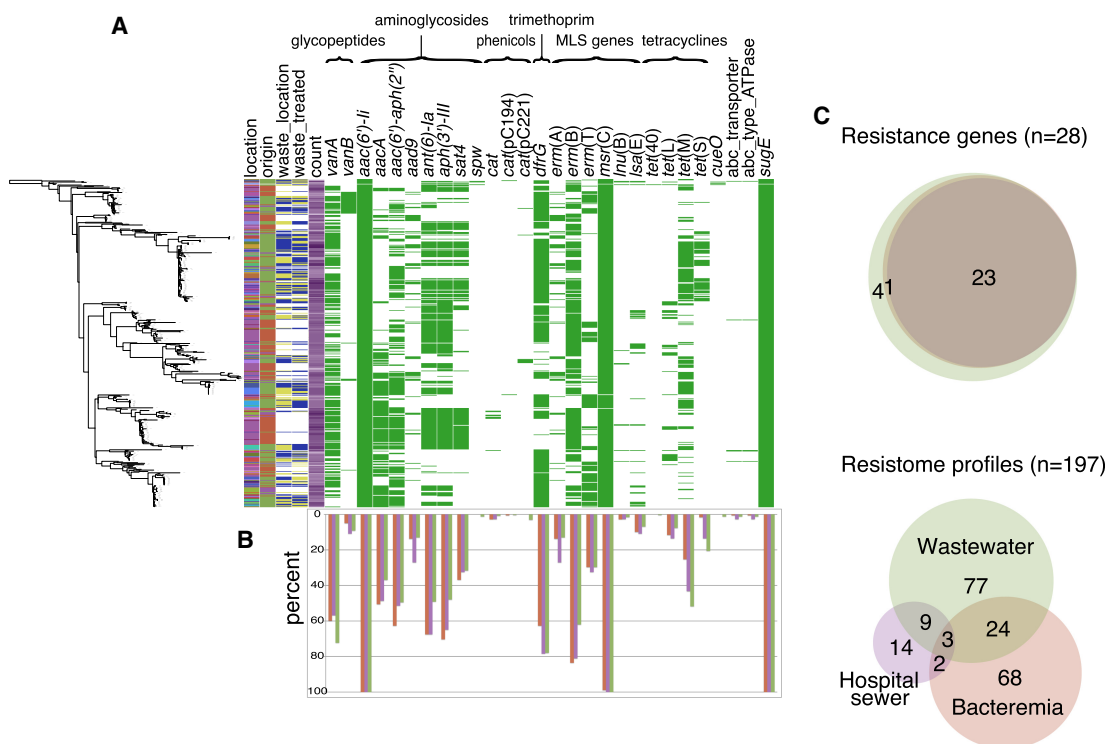 A
aminoglycosides
trimethoprim
glycopeptides
phenicols
MLS genes
tetracyclines
location
origin
waste_location
waste_treated
count
vanA
vanB
aac(6')-Ii
aacA
aac(6')-aph(2'')
aad9
ant(6)-Ia
aph(3')-III
sat4
spw
cat
cat(pC194)
cat(pC221)
dfrG
erm(A)
erm(B)
erm(T)
msr(C)
lnu(B)
lsa(E)
tet(40)
tet(L)
tet(M)
tet(S)
cueO
abc_transporter
abc_type_ATPase
sugE
B
percent
0
20
40
60
80
100
C
Resistance genes (n=28)
4
1
23
Resistome profiles (n=197)
Wastewater
77
9
3
24
14
2
68
Hospital
sewer
Bacteremia